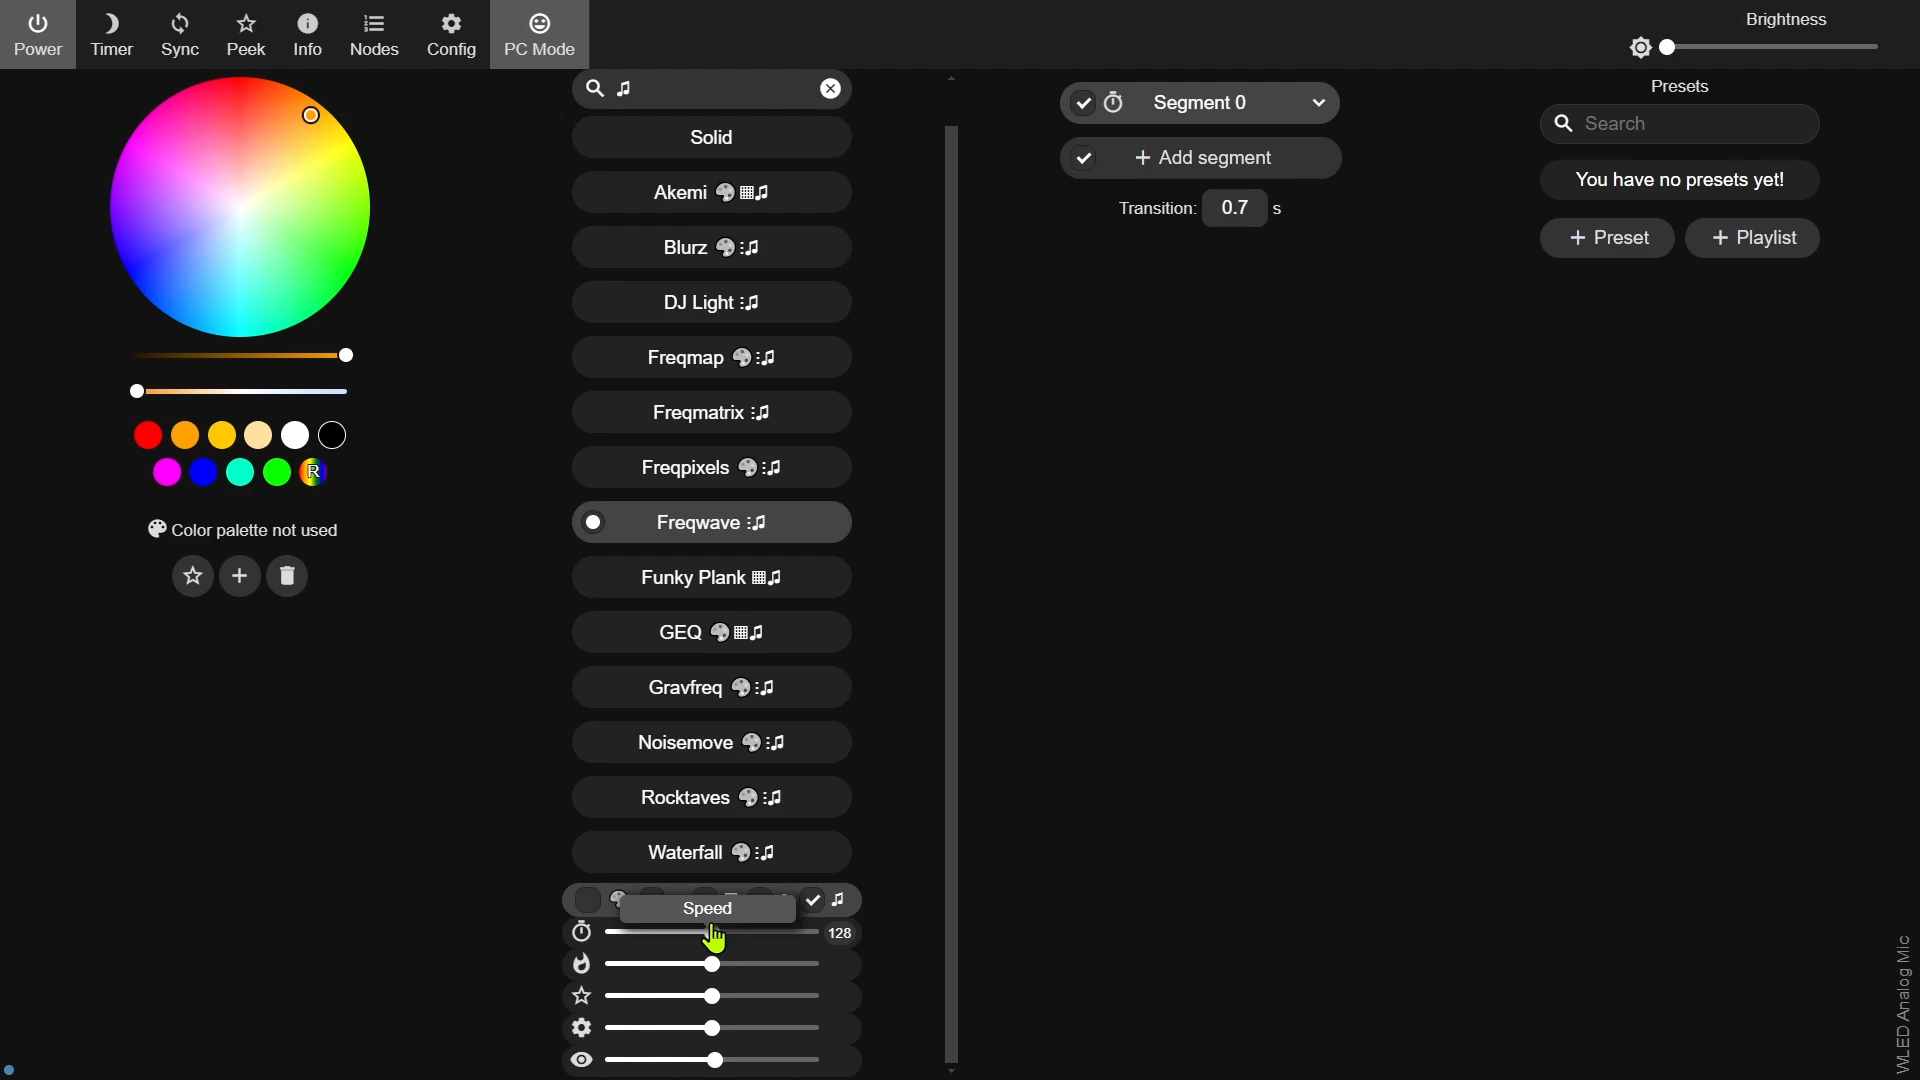 Power
Timer
Sync
Peek
Info
Nodes
Config
PC Mode
Brightness
R
Color palette not used
Solid
Akemi
Blurz
DJ Light
Freqmap
Freqmatrix
Freqpixels
Freqwave
Funky Plank
GEQ
Gravfreq
Noisemove
Rocktaves
Waterfall
Speed
128
Segment 0
+ Add segment
Transition: 0.7 s
Presets
Search
You have no presets yet!
+ Preset
+ Playlist
WLED Analog Mic